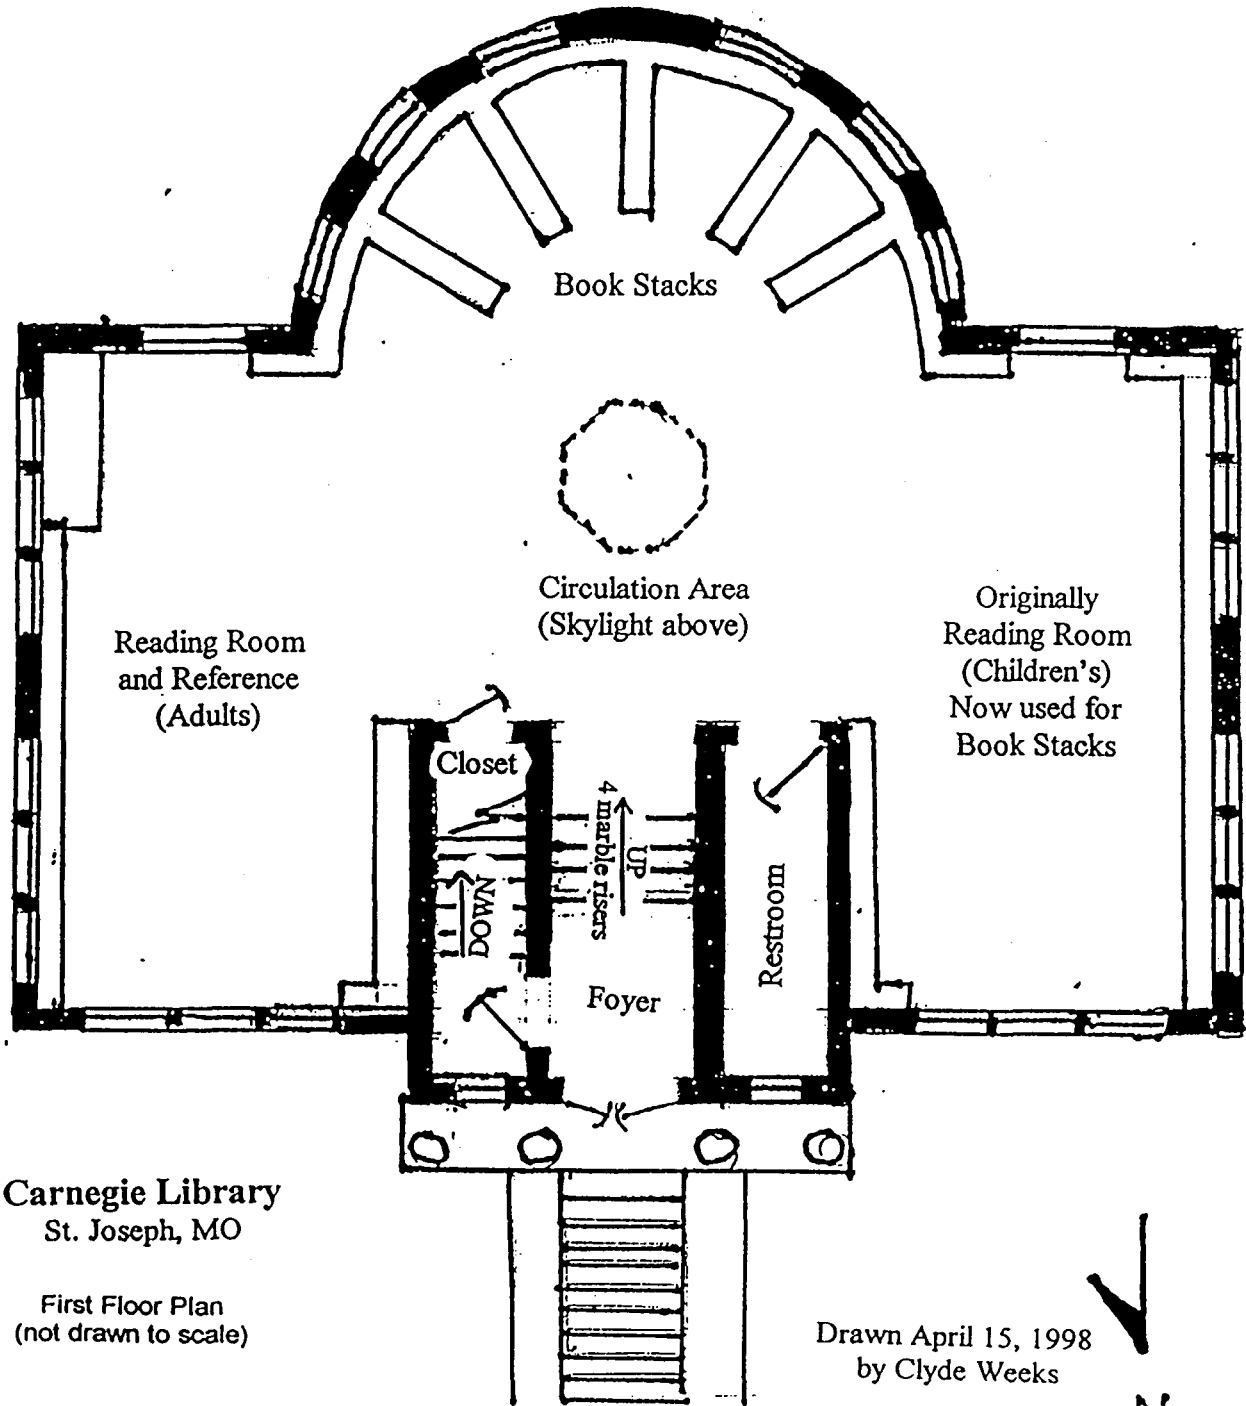 Book Stacks
Circulation Area
(Skylight above)
Reading Room
and Reference
(Adults)
Originally
Reading Room
(Children's)
Now used for
Book Stacks
Closet
DOWN
4 marble risers
UP
Restroom
Foyer
Carnegie Library
St. Joseph, MO
First Floor Plan
(not drawn to scale)
Drawn April 15, 1998
by Clyde Weeks